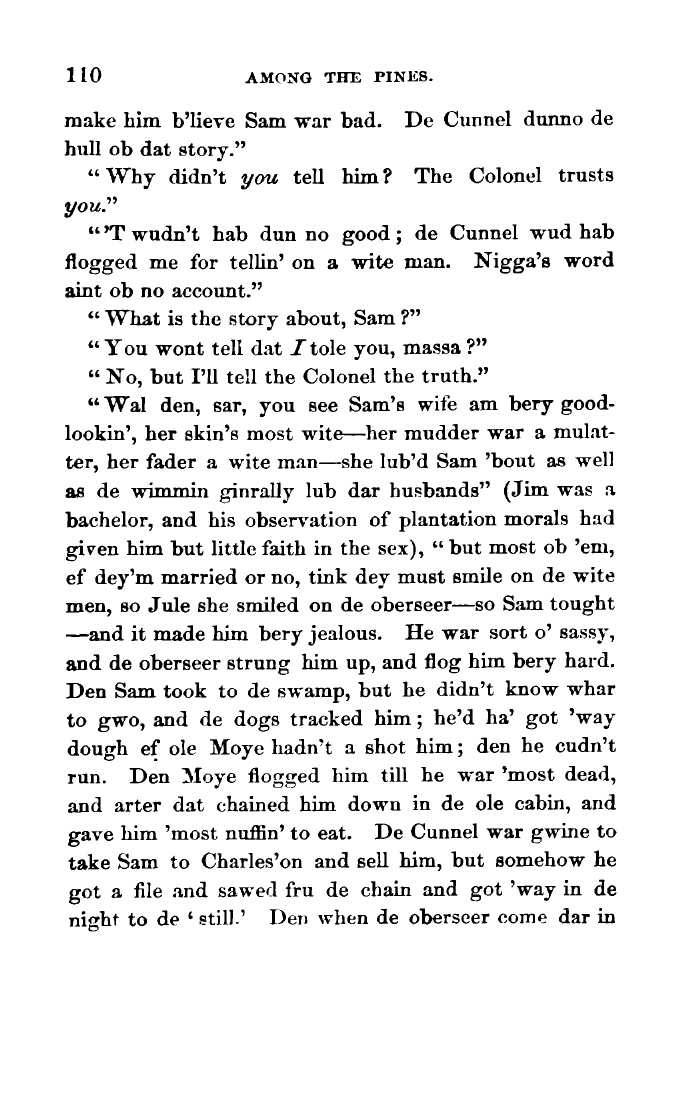 110 AMONG THE PINES.
make him b'lieve Sam war bad. De Cunnel dunno de
hull ob dat story."
"Why didn't you tell him? The Colonel trusts
you."
"'T wudn't hab dun no good; de Cunnel wud hab
flogged me for tellin' on a wite man. Nigga's word
aint ob no account."
"What is the story about, Sam?"
"You wont tell dat I tole you, massa?"
"No, but I'll tell the Colonel the truth."
"Wal den, sar, you see Sam's wife am bery good-
lookin', her skin's most wite—her mudder war a mulat-
ter, her fader a wite man—she lub'd Sam 'bout as well
as de wimmin ginrally lub dar husbands" (Jim was a
bachelor, and his observation of plantation morals had
given him but little faith in the sex), "but most ob 'em,
ef dey'm married or no, tink dey must smile on de wite
men, so Jule she smiled on de oberseer—so Sam tought
—and it made him bery jealous. He war sort o' sassy,
and de oberseer strung him up, and flog him bery hard.
Den Sam took to de swamp, but he didn't know whar
to gwo, and de dogs tracked him; he'd ha' got 'way
dough ef ole Moye hadn't a shot him; den he cudn't
run. Den Moye flogged him till he war 'most dead,
and arter dat chained him down in de ole cabin, and
gave him 'most nuffin' to eat. De Cunnel war gwine to
take Sam to Charles'on and sell him, but somehow he
got a file and sawed fru de chain and got 'way in de
night to de 'still.' Den when de oberseer come dar in